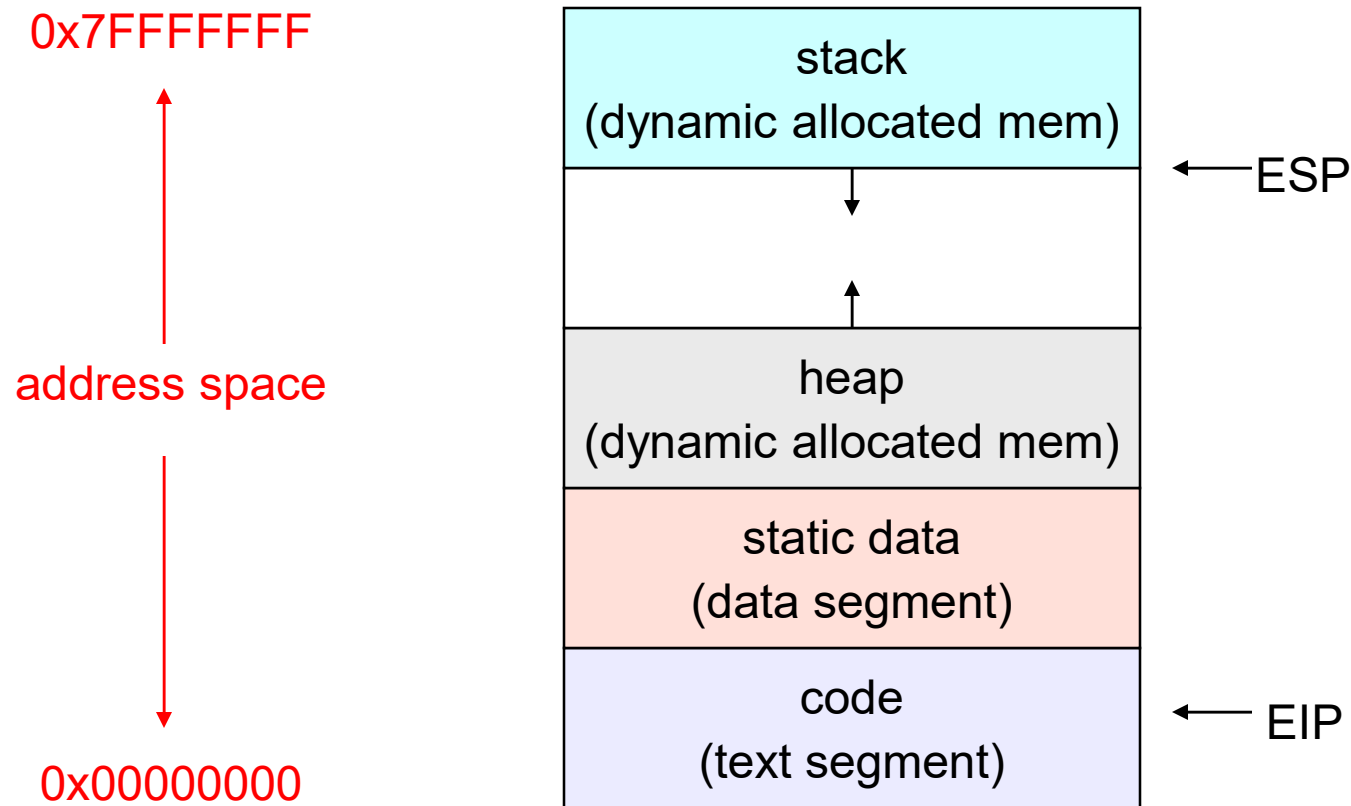 0x7FFFFFFF
stack
(dynamic allocated mem)
ESP
address space
heap
(dynamic allocated mem)
static data
(data segment)
code
(text segment)
EIP
0x00000000